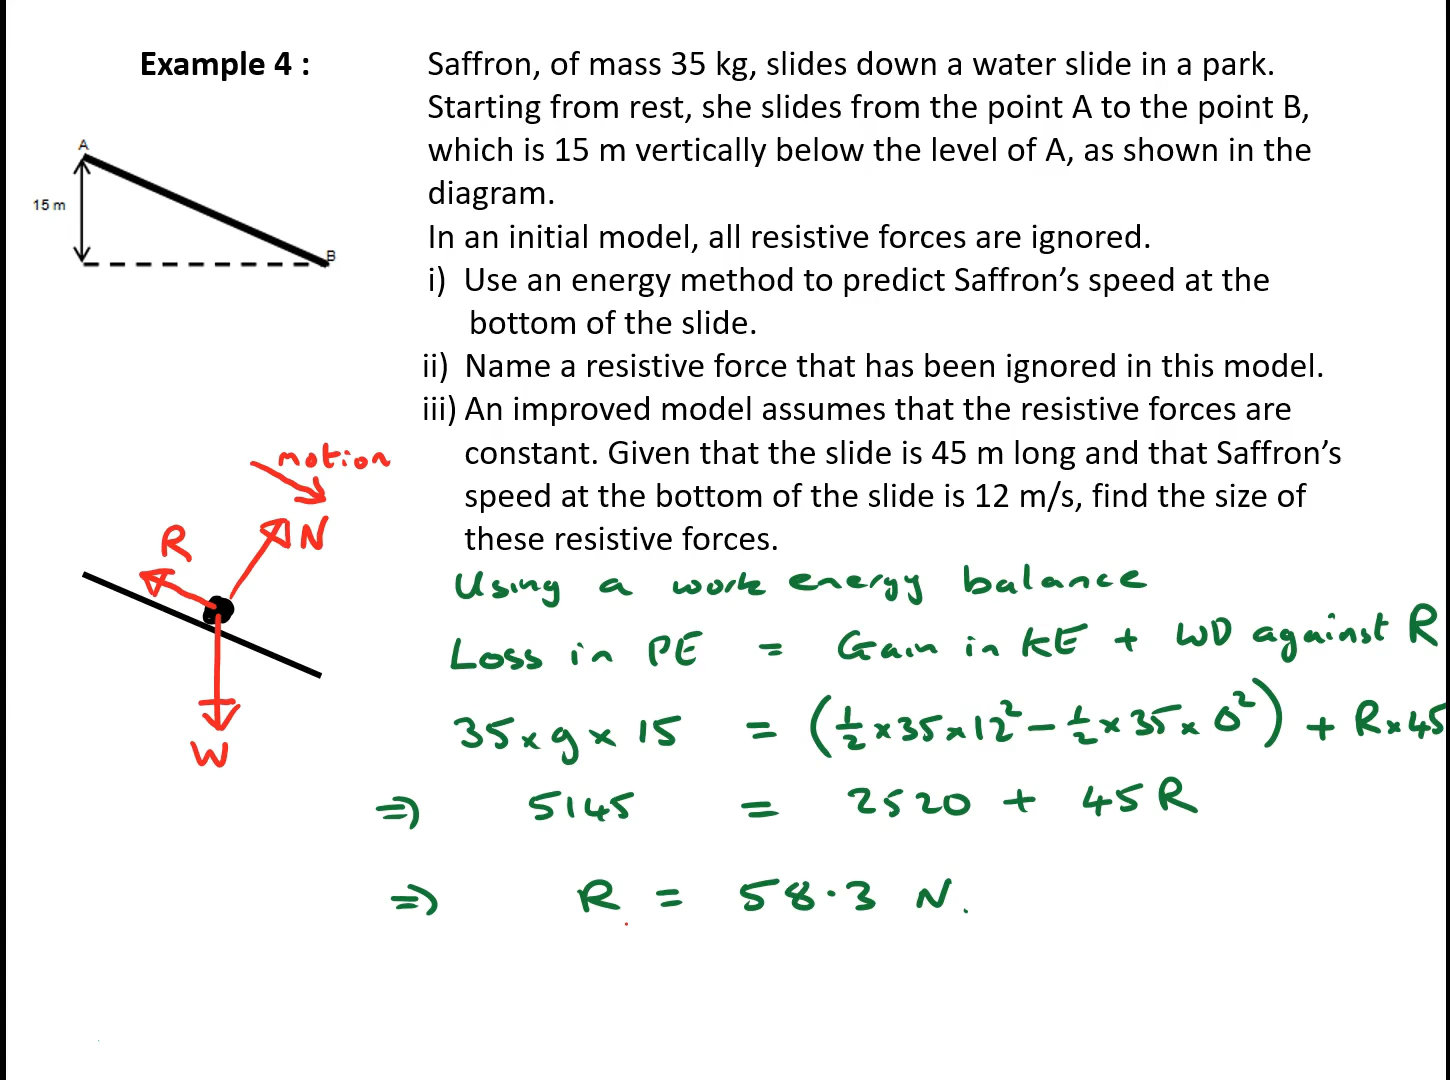 Example 4 :
Saffron, of mass 35 kg, slides down a water slide in a park.
Starting from rest, she slides from the point A to the point B,
which is 15 m vertically below the level of A, as shown in the
diagram.
In an initial model, all resistive forces are ignored.
i) Use an energy method to predict Saffron's speed at the
bottom of the slide.
ii) Name a resistive force that has been ignored in this model.
iii) An improved model assumes that the resistive forces are
constant. Given that the slide is 45 m long and that Saffron's
speed at the bottom of the slide is 12 m/s, find the size of
these resistive forces.
A
15 m
B
motion
R
N
W
Using a work energy balance
Loss in PE = Gain in KE + WD against R
35 × g × 15 = (½ × 35 × 12² − ½ × 35 × 0²) + R × 45
⇒ 5145 = 2520 + 45 R
⇒ R = 58.3 N.